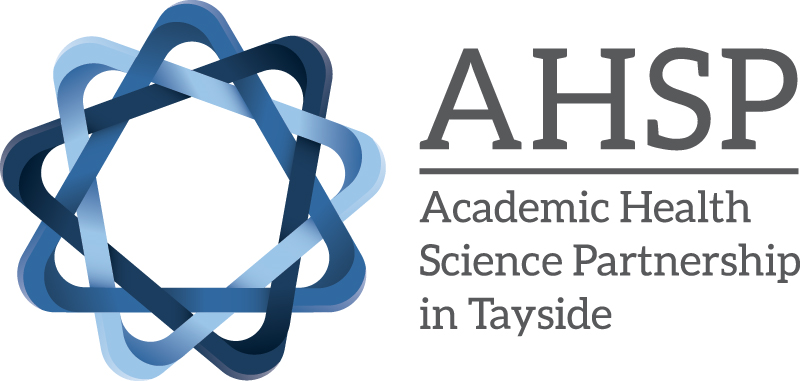 AHSP
Academic Health
Science Partnership
in Tayside